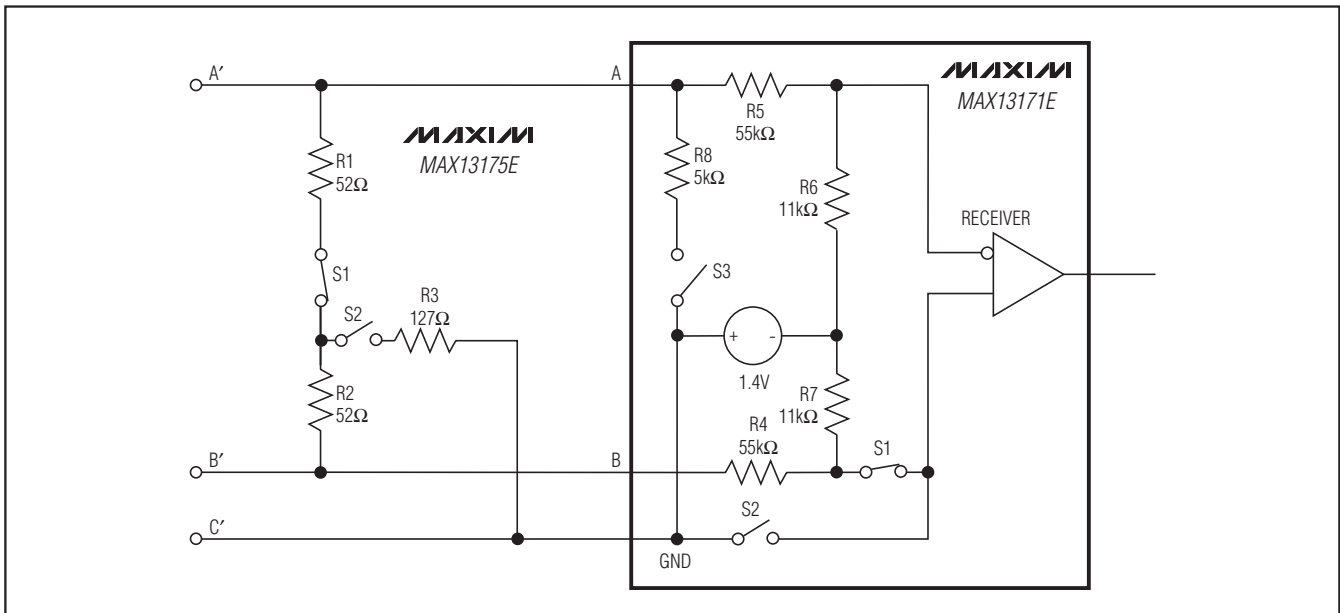 A′
A
MAXIM
MAX13171E
MAXIM
MAX13175E
R5
55kΩ
R1
52Ω
R8
5kΩ
R6
11kΩ
RECEIVER
S1
S3
S2
R3
127Ω
+
-
1.4V
R2
52Ω
R7
11kΩ
R4
55kΩ
S1
B′
B
S2
C′
GND